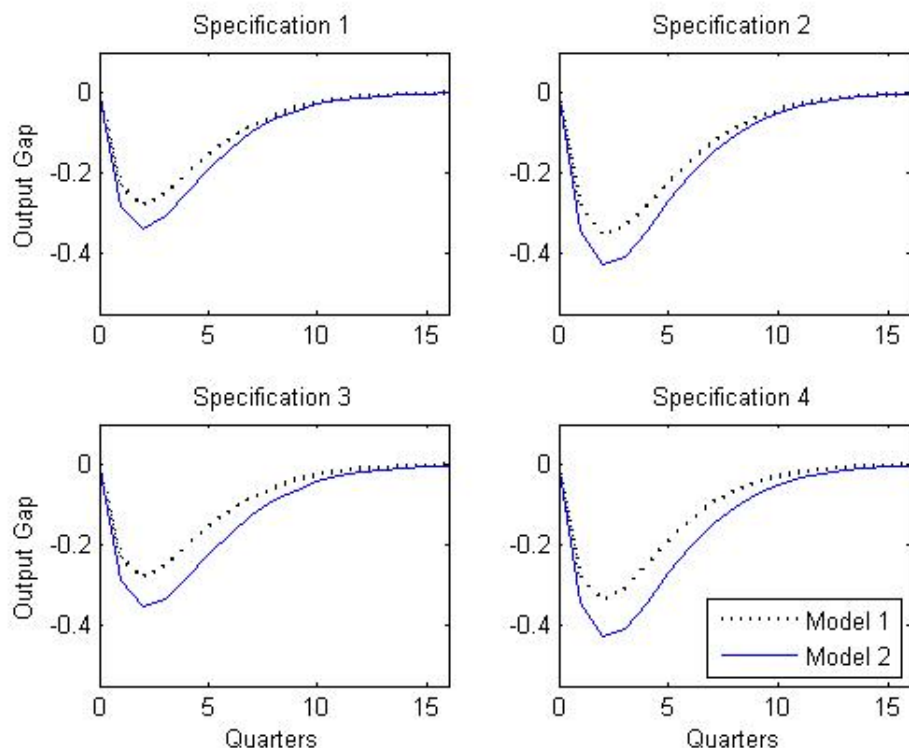 Specification 1
Specification 2
Output Gap
0
-0.2
-0.4
0 5 10 15
0
-0.2
-0.4
0 5 10 15
Specification 3
Specification 4
Output Gap
0
-0.2
-0.4
0 5 10 15
Quarters
0
-0.2
-0.4
Model 1
Model 2
0 5 10 15
Quarters